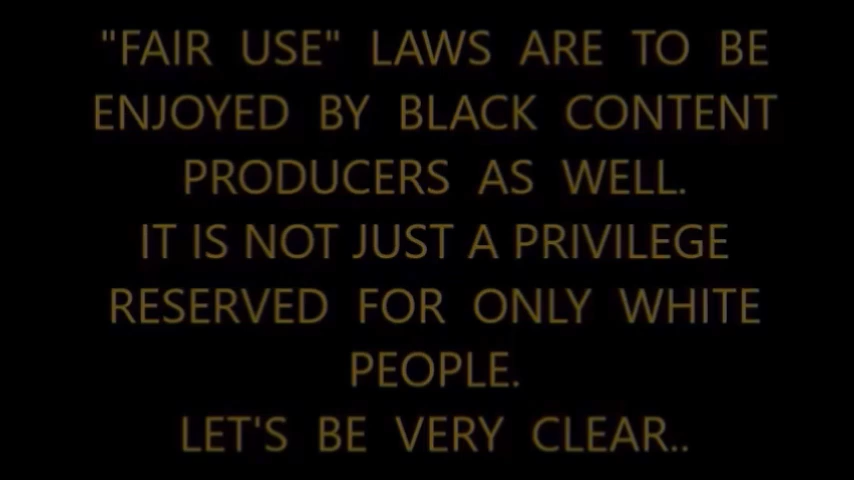 "FAIR USE" LAWS ARE TO BE
ENJOYED BY BLACK CONTENT
PRODUCERS AS WELL.
IT IS NOT JUST A PRIVILEGE
RESERVED FOR ONLY WHITE
PEOPLE.
LET'S BE VERY CLEAR..